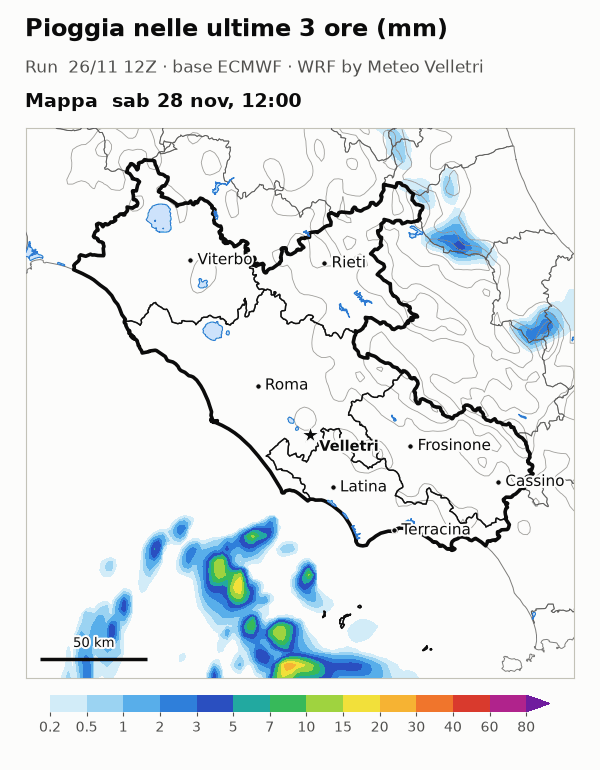 Pioggia nelle ultime 3 ore (mm)
Run 26/11 12Z · base ECMWF · WRF by Meteo Velletri
Mappa sab 28 nov, 12:00
Viterbo
Rieti
Roma
Velletri
Frosinone
Latina
Cassino
Terracina
50 km
0.2 0.5 1 2 3 5 7 10 15 20 30 40 60 80